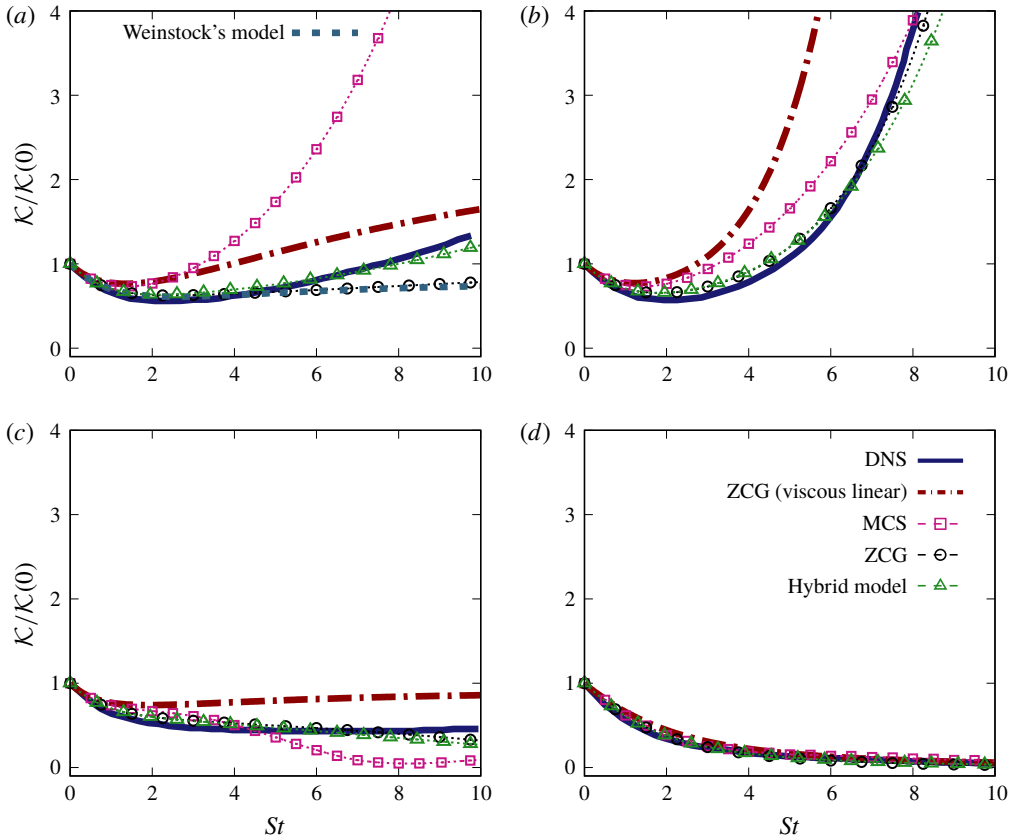 (a)
4
3
2
1
0
K/K(0)
Weinstock's model
0 2 4 6 8 10
(b)
4
3
2
1
0
0 2 4 6 8 10
(c)
4
3
2
1
0
K/K(0)
0 2 4 6 8 10
St
(d)
4
3
2
1
0
DNS
ZCG (viscous linear)
MCS
ZCG
Hybrid model
0 2 4 6 8 10
St